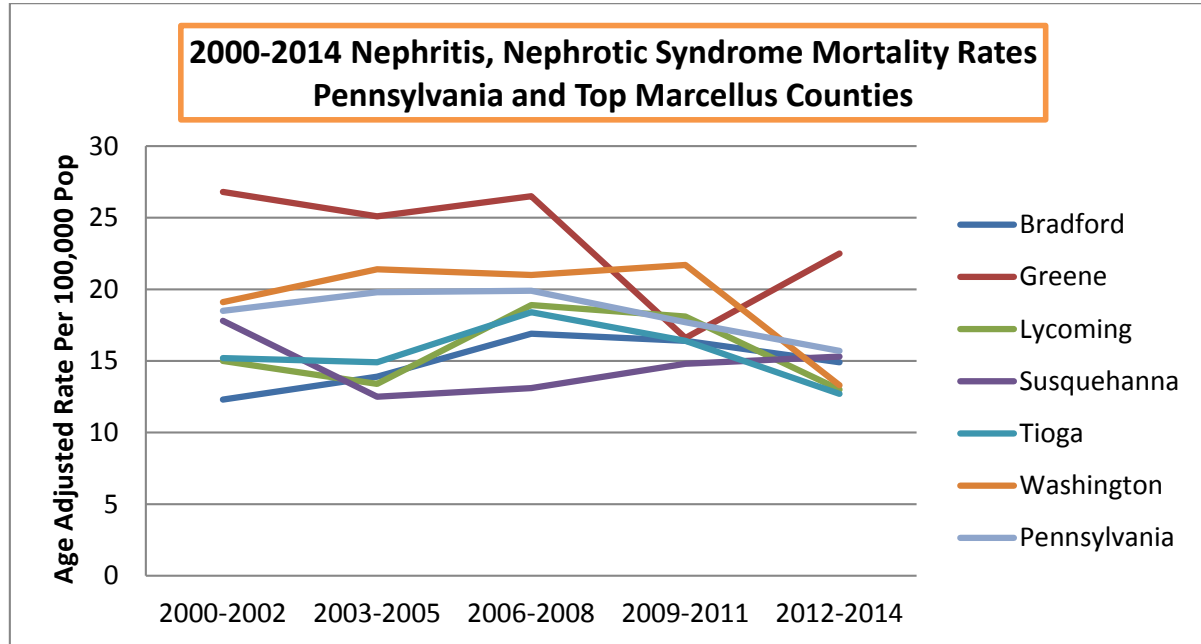 2000-2014 Nephritis, Nephrotic Syndrome Mortality Rates
Pennsylvania and Top Marcellus Counties
Age Adjusted Rate Per 100,000 Pop
30
25
20
15
10
5
0
2000-2002
2003-2005
2006-2008
2009-2011
2012-2014
Bradford
Greene
Lycoming
Susquehanna
Tioga
Washington
Pennsylvania